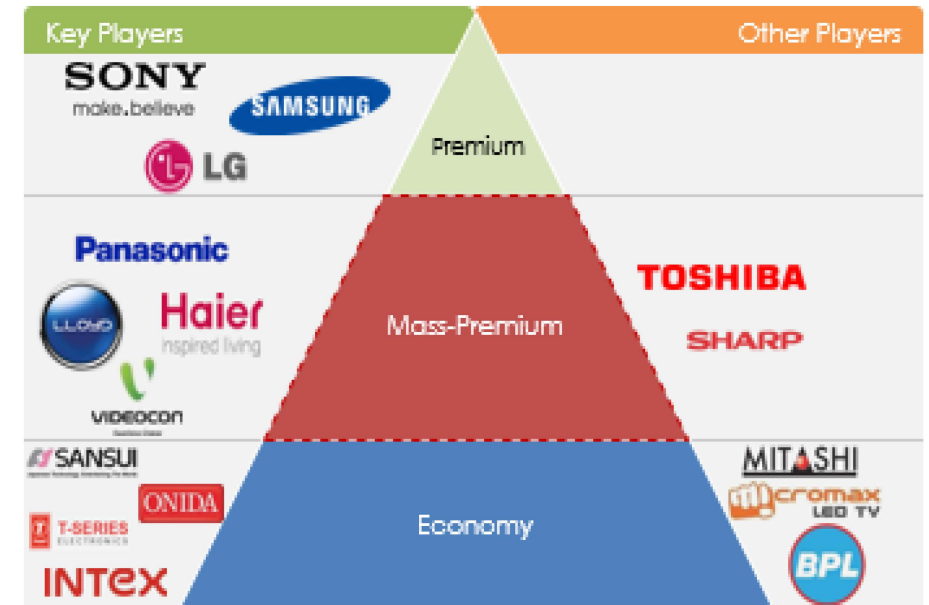 Key Players
Other Players
SONY
make.believe
SAMSUNG
LG
Premium
Panasonic
TOSHIBA
LLOYD
Haier
inspired living
Mass-Premium
SHARP
VIDEOCON
SANSUI
MITASHI
ONIDA
micromax
LED TV
T-SERIES
ELECTRONICS
Economy
BPL
INTEX